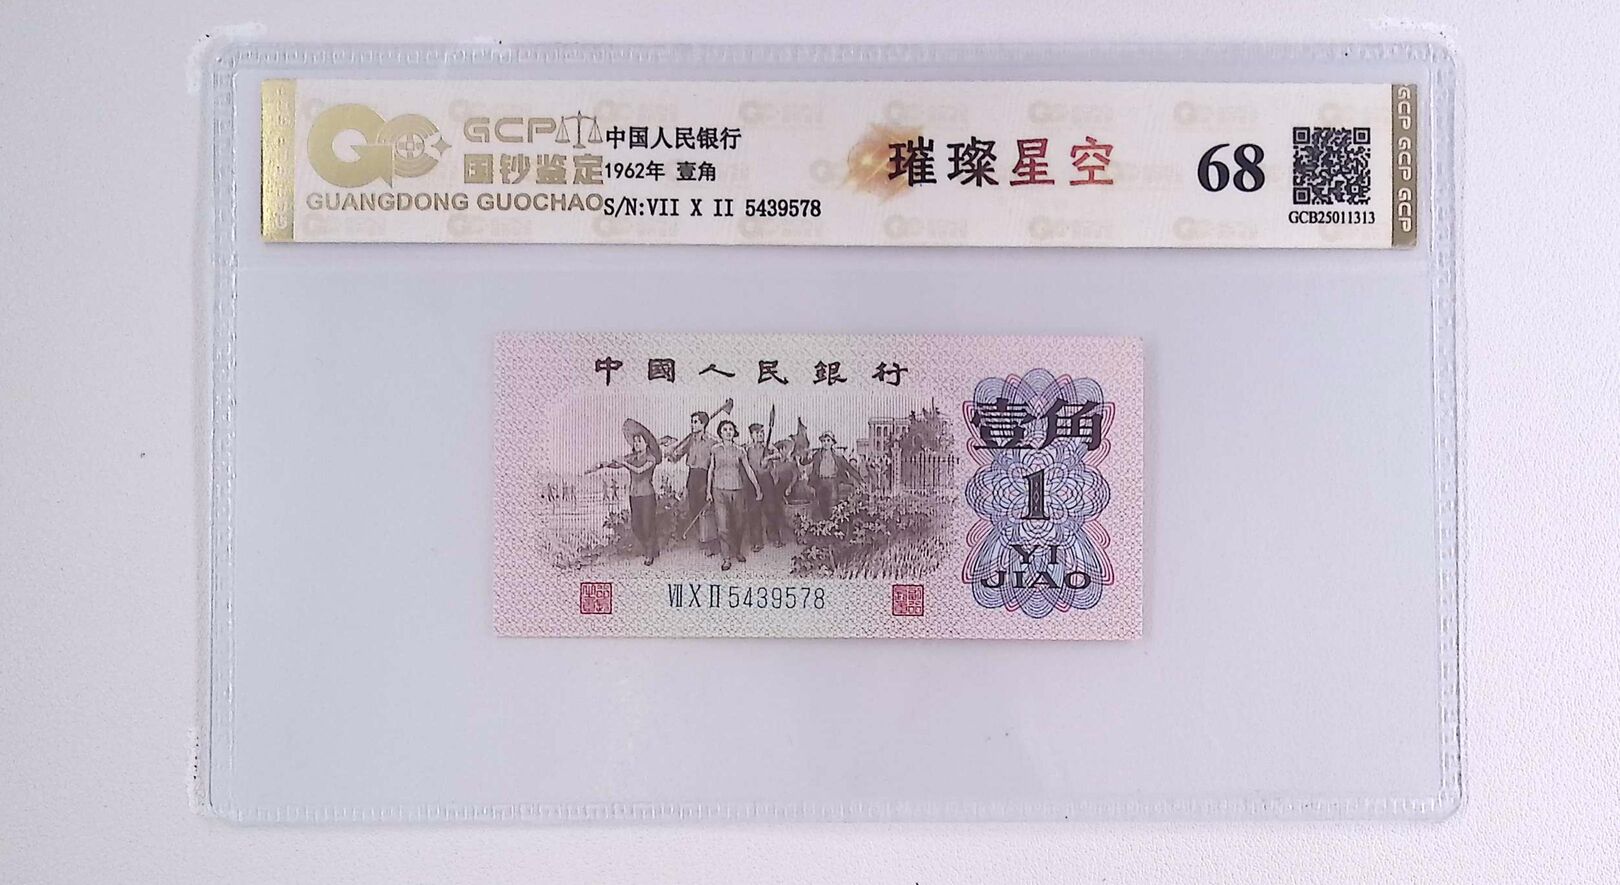 GCP
国钞鉴定
GUANGDONG GUOCHAO
中国人民银行
1962年 壹角
S/N:VII X II 5439578
璀璨星空
68
GCB25011313
GCP GCP GCP
中國人民銀行
壹角
1
YI
JIAO
Ⅶ Ⅹ Ⅱ 5439578